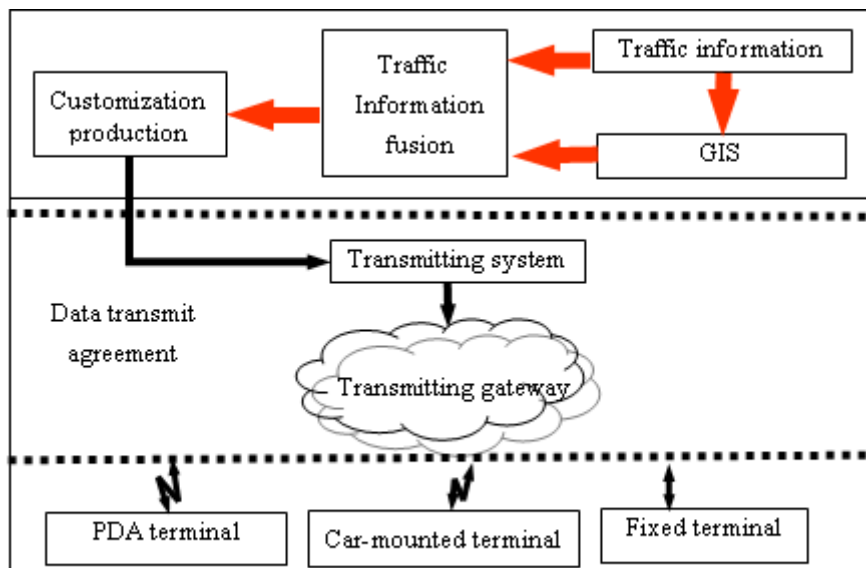 Traffic information
Traffic
Information
fusion
Customization
production
GIS
Transmitting system
Data transmit
agreement
Transmitting gateway
PDA terminal
Car-mounted terminal
Fixed terminal